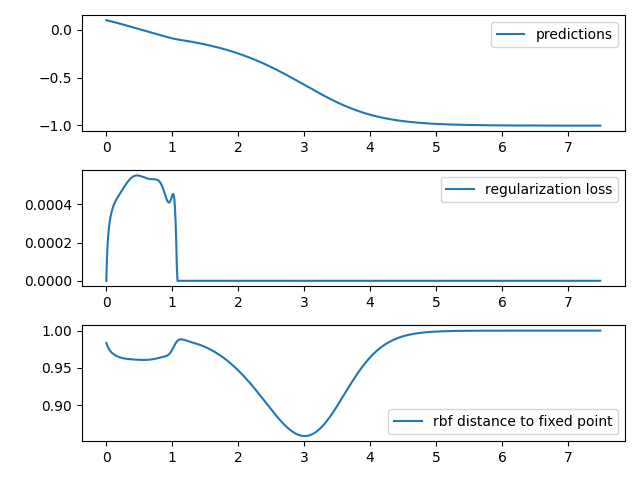 0.0
−0.5
−1.0
predictions
0 1 2 3 4 5 6 7
0.0004
0.0002
0.0000
regularization loss
0 1 2 3 4 5 6 7
1.00
0.95
0.90
rbf distance to fixed point
0 1 2 3 4 5 6 7